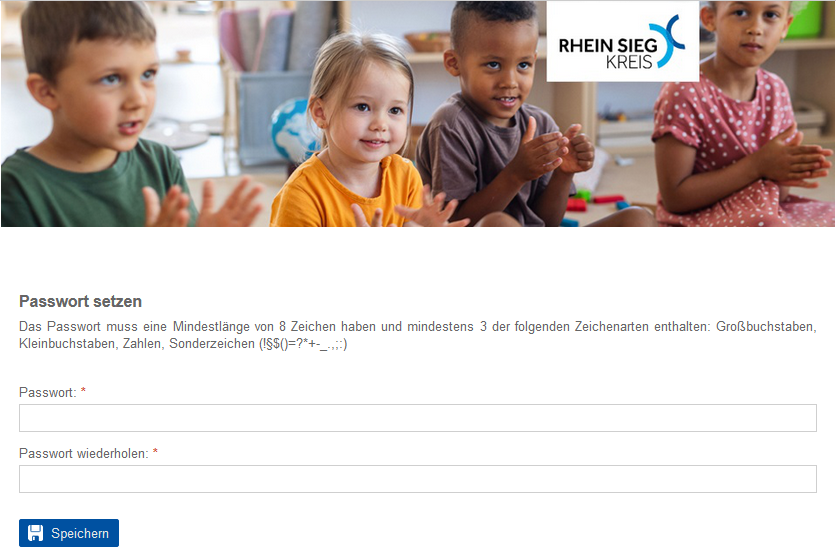 RHEIN SIEG
KREIS
Passwort setzen
Das Passwort muss eine Mindestlänge von 8 Zeichen haben und mindestens 3 der folgenden Zeichenarten enthalten: Großbuchstaben,
Kleinbuchstaben, Zahlen, Sonderzeichen (!§$()=?*+-_.,;:)
Passwort: *
Passwort wiederholen: *
Speichern